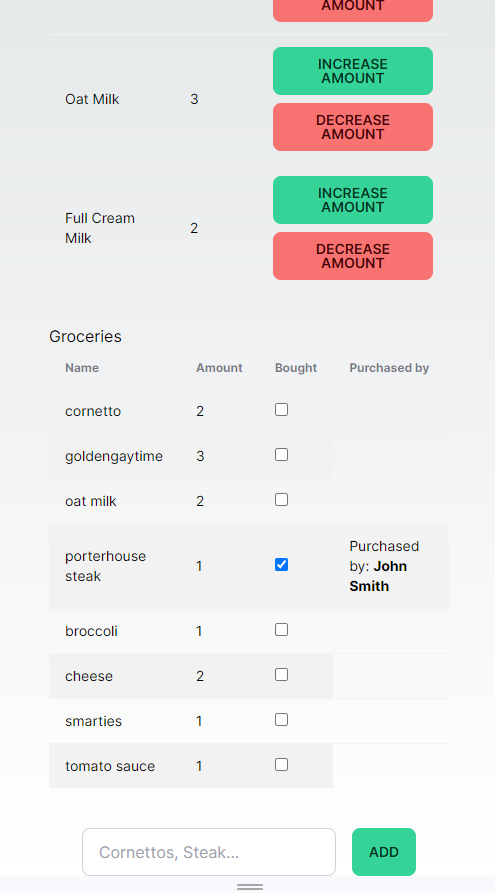 AMOUNT
INCREASE
AMOUNT
Oat Milk 3
DECREASE
AMOUNT
INCREASE
AMOUNT
Full Cream
Milk 2
DECREASE
AMOUNT
Groceries
Name Amount Bought Purchased by
cornetto 2
goldengaytime 3
oat milk 2
porterhouse
steak 1 Purchased
by: John
Smith
broccoli 1
cheese 2
smarties 1
tomato sauce 1
Cornettos, Steak... ADD